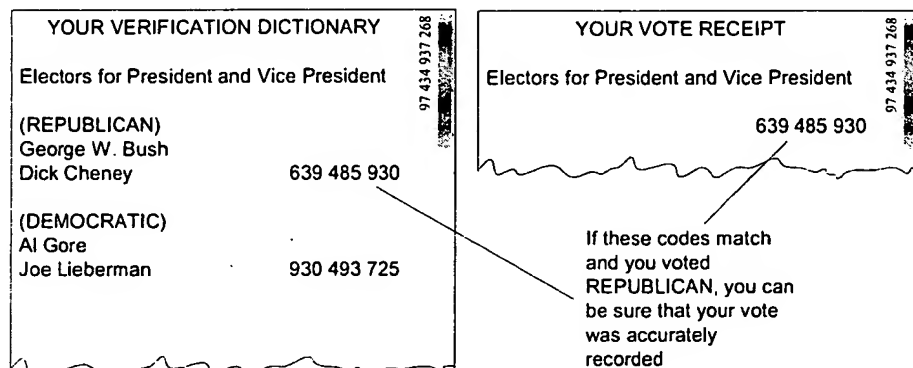 YOUR VERIFICATION DICTIONARY
97 434 937 268
Electors for President and Vice President
(REPUBLICAN)
George W. Bush
Dick Cheney 639 485 930
(DEMOCRATIC)
Al Gore
Joe Lieberman 930 493 725
YOUR VOTE RECEIPT
97 434 937 268
Electors for President and Vice President
639 485 930
If these codes match
and you voted
REPUBLICAN, you can
be sure that your vote
was accurately
recorded